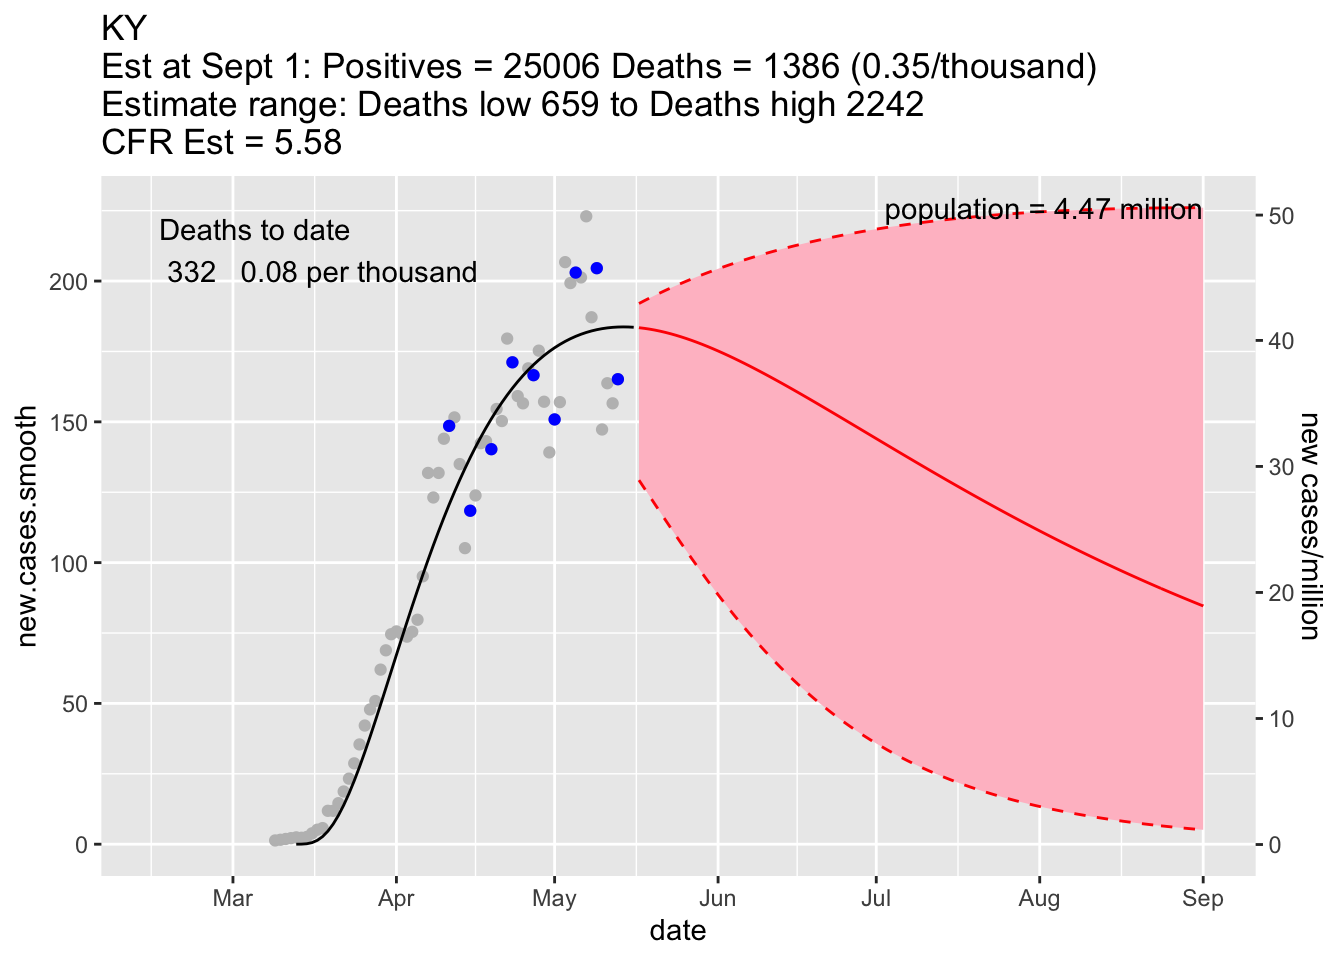 KY
Est at Sept 1: Positives = 25006 Deaths = 1386 (0.35/thousand)
Estimate range: Deaths low 659 to Deaths high 2242
CFR Est = 5.58
Deaths to date
332 0.08 per thousand
population = 4.47 million
new.cases.smooth
200
150
100
50
0
50
40
30
20
10
0
new cases/million
Mar Apr May Jun Jul Aug Sep
date